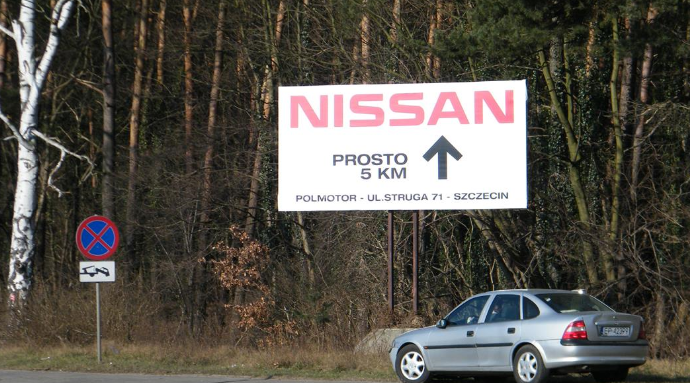 NISSAN
PROSTO
5 KM
POLMOTOR - UL.STRUGA 71 - SZCZECIN